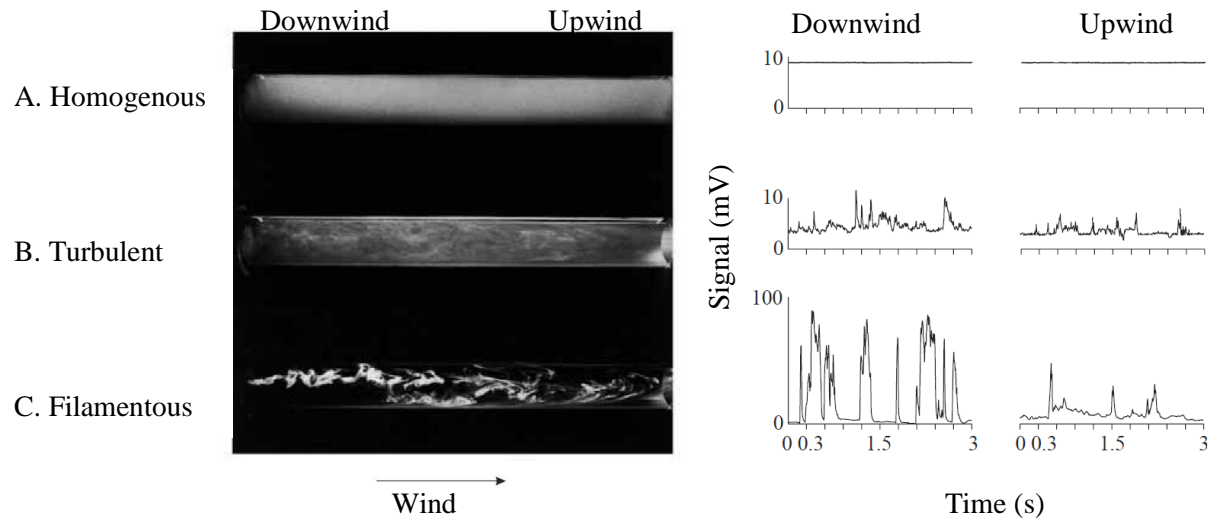 Downwind Upwind
A. Homogenous
B. Turbulent
C. Filamentous
Wind
Downwind Upwind
Signal (mV)
10
0
10
0
100
0
0 0.3 1.5 3
0 0.3 1.5 3
Time (s)